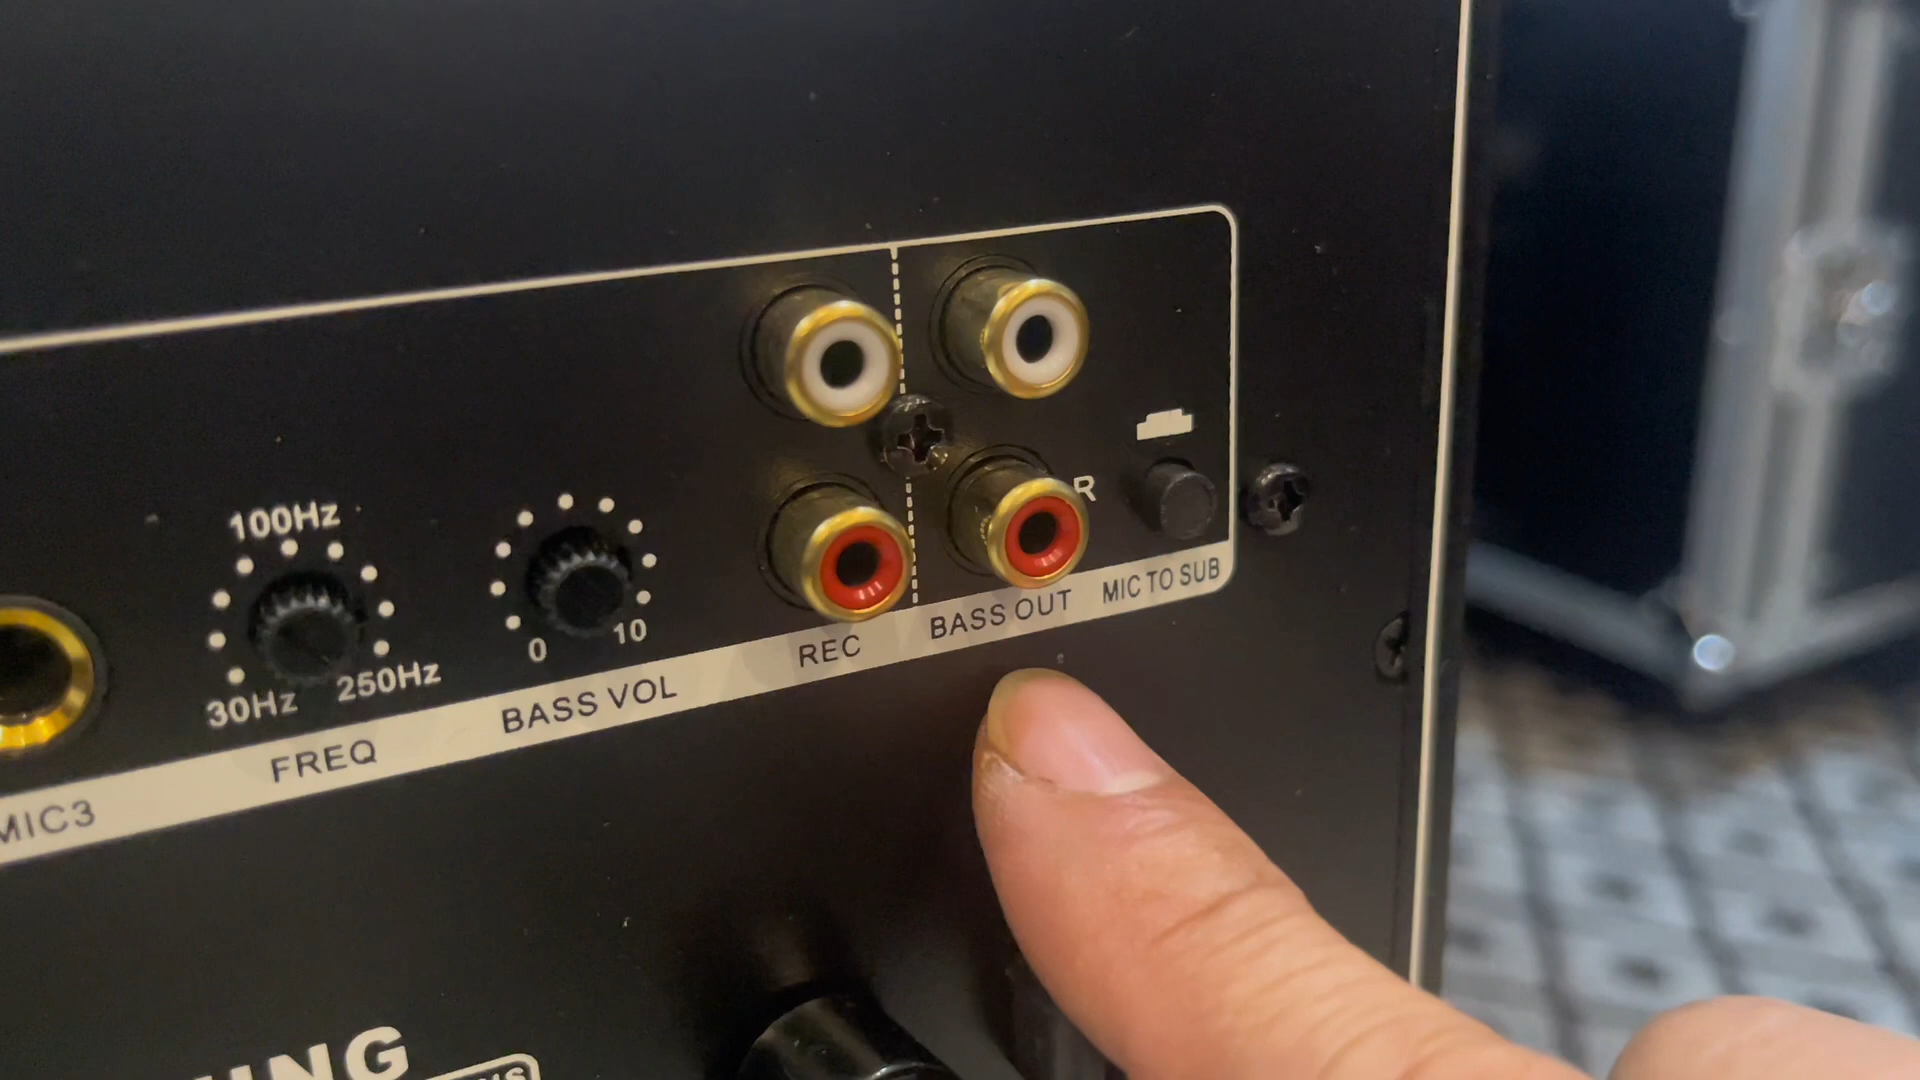 100Hz
30Hz
250Hz
0
10
R
MIC3
FREQ
BASS VOL
REC
BASS OUT
MIC TO SUB